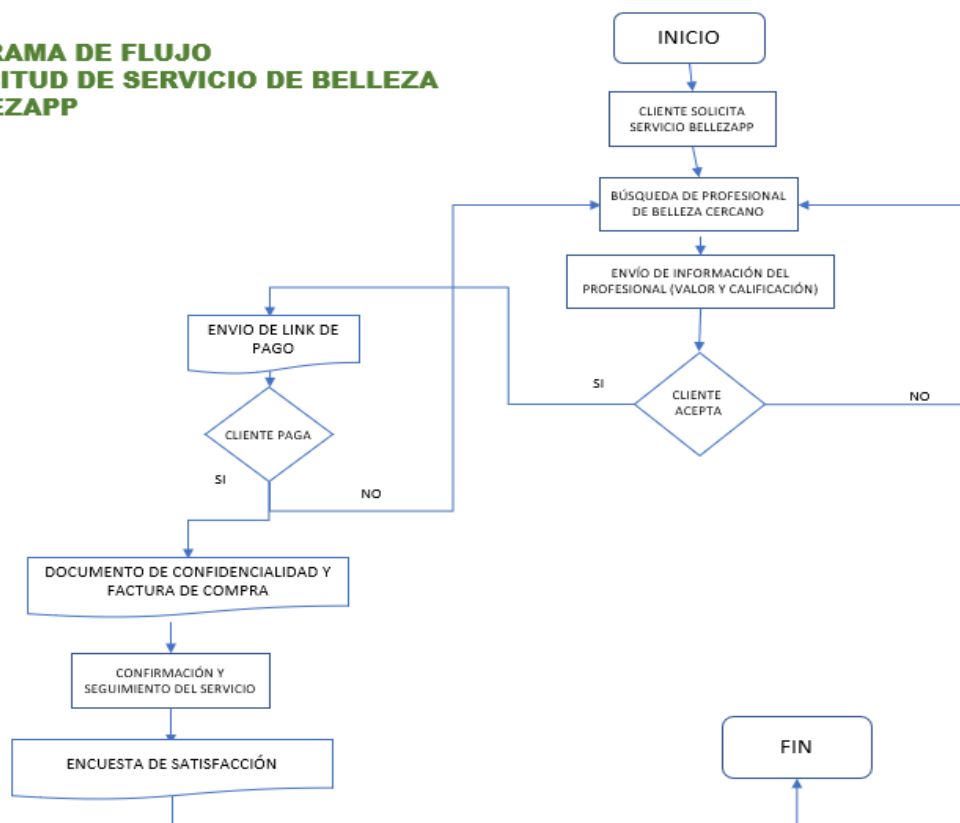 RAMA DE FLUJO
ITUD DE SERVICIO DE BELLEZA
EZAPP
INICIO
CLIENTE SOLICITA
SERVICIO BELLEZAPP
BÚSQUEDA DE PROFESIONAL
DE BELLEZA CERCANO
ENVÍO DE INFORMACIÓN DEL
PROFESIONAL (VALOR Y CALIFICACIÓN)
CLIENTE
ACEPTA
SI
NO
ENVIO DE LINK DE
PAGO
CLIENTE PAGA
SI
NO
DOCUMENTO DE CONFIDENCIALIDAD Y
FACTURA DE COMPRA
CONFIRMACIÓN Y
SEGUIMIENTO DEL SERVICIO
ENCUESTA DE SATISFACCIÓN
FIN